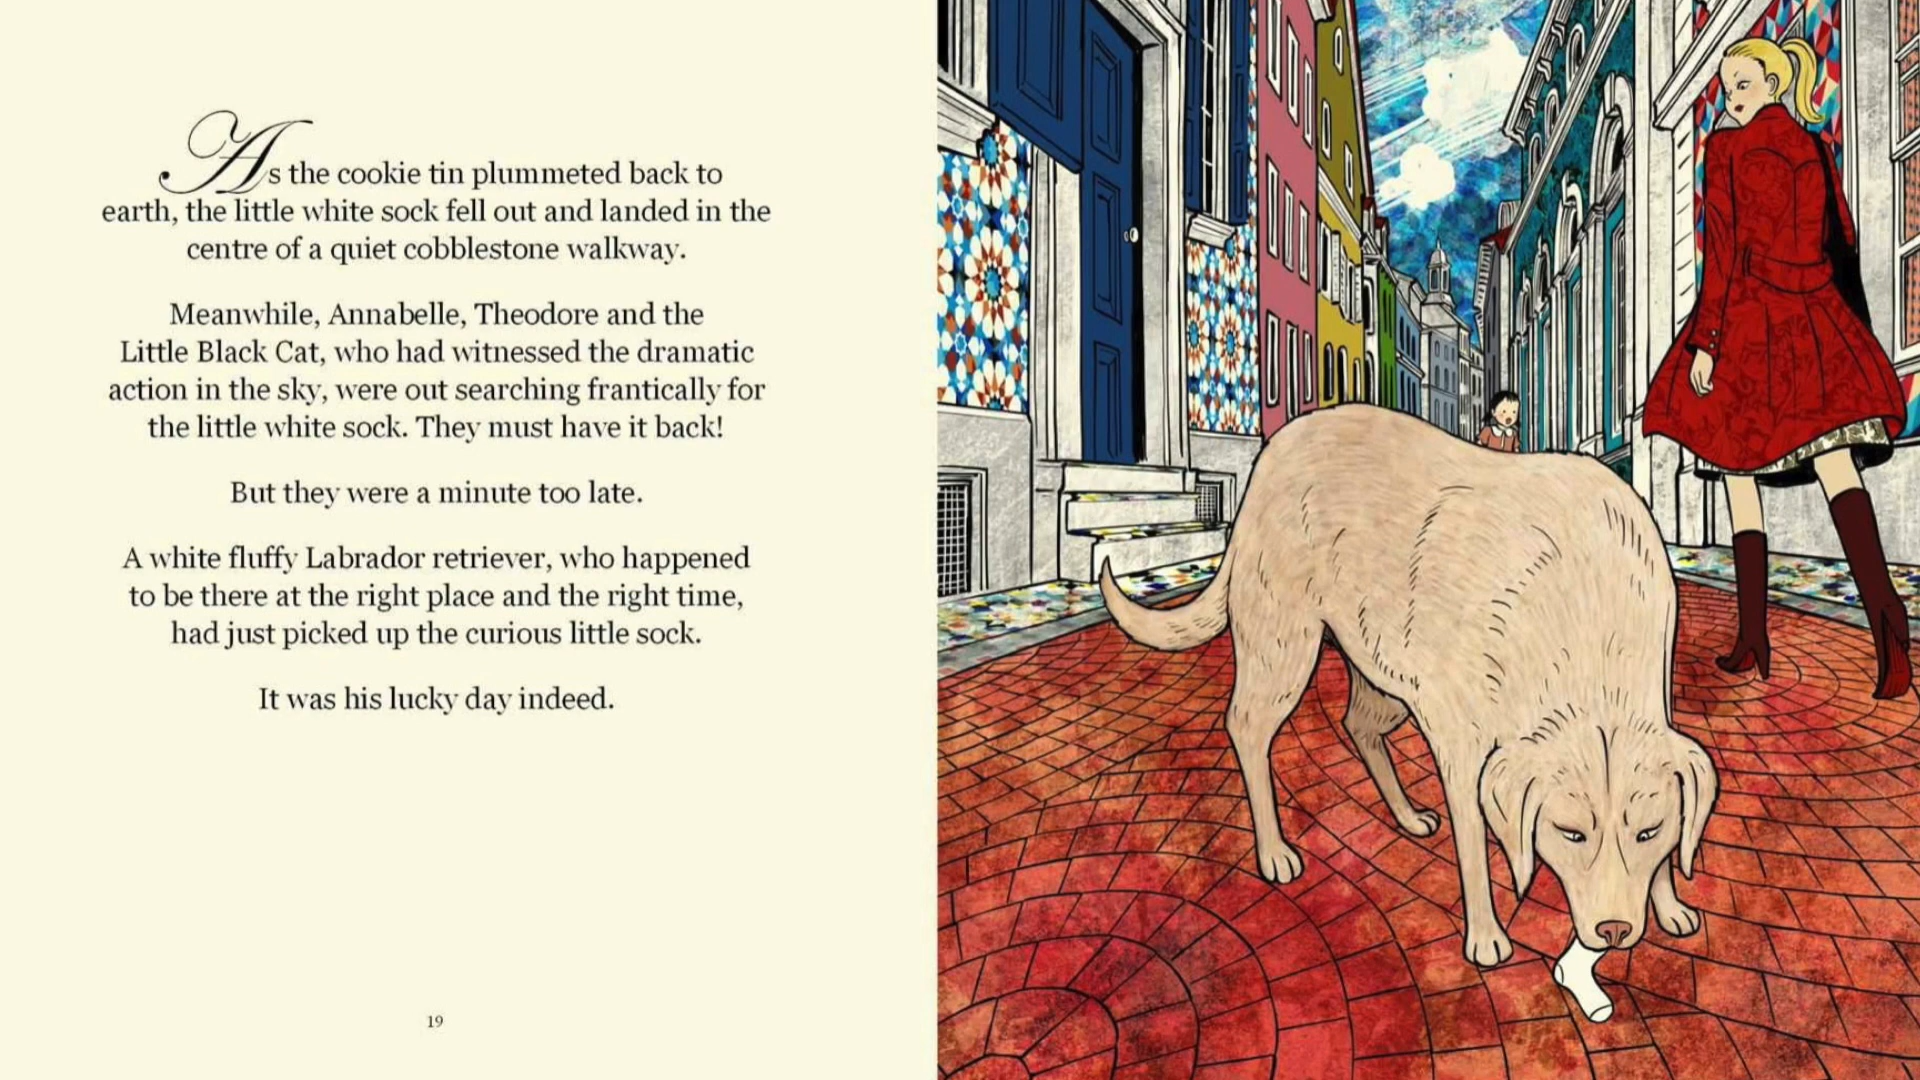 As the cookie tin plummeted back to
earth, the little white sock fell out and landed in the
centre of a quiet cobblestone walkway.
Meanwhile, Annabelle, Theodore and the
Little Black Cat, who had witnessed the dramatic
action in the sky, were out searching frantically for
the little white sock. They must have it back!
But they were a minute too late.
A white fluffy Labrador retriever, who happened
to be there at the right place and the right time,
had just picked up the curious little sock.
It was his lucky day indeed.
19